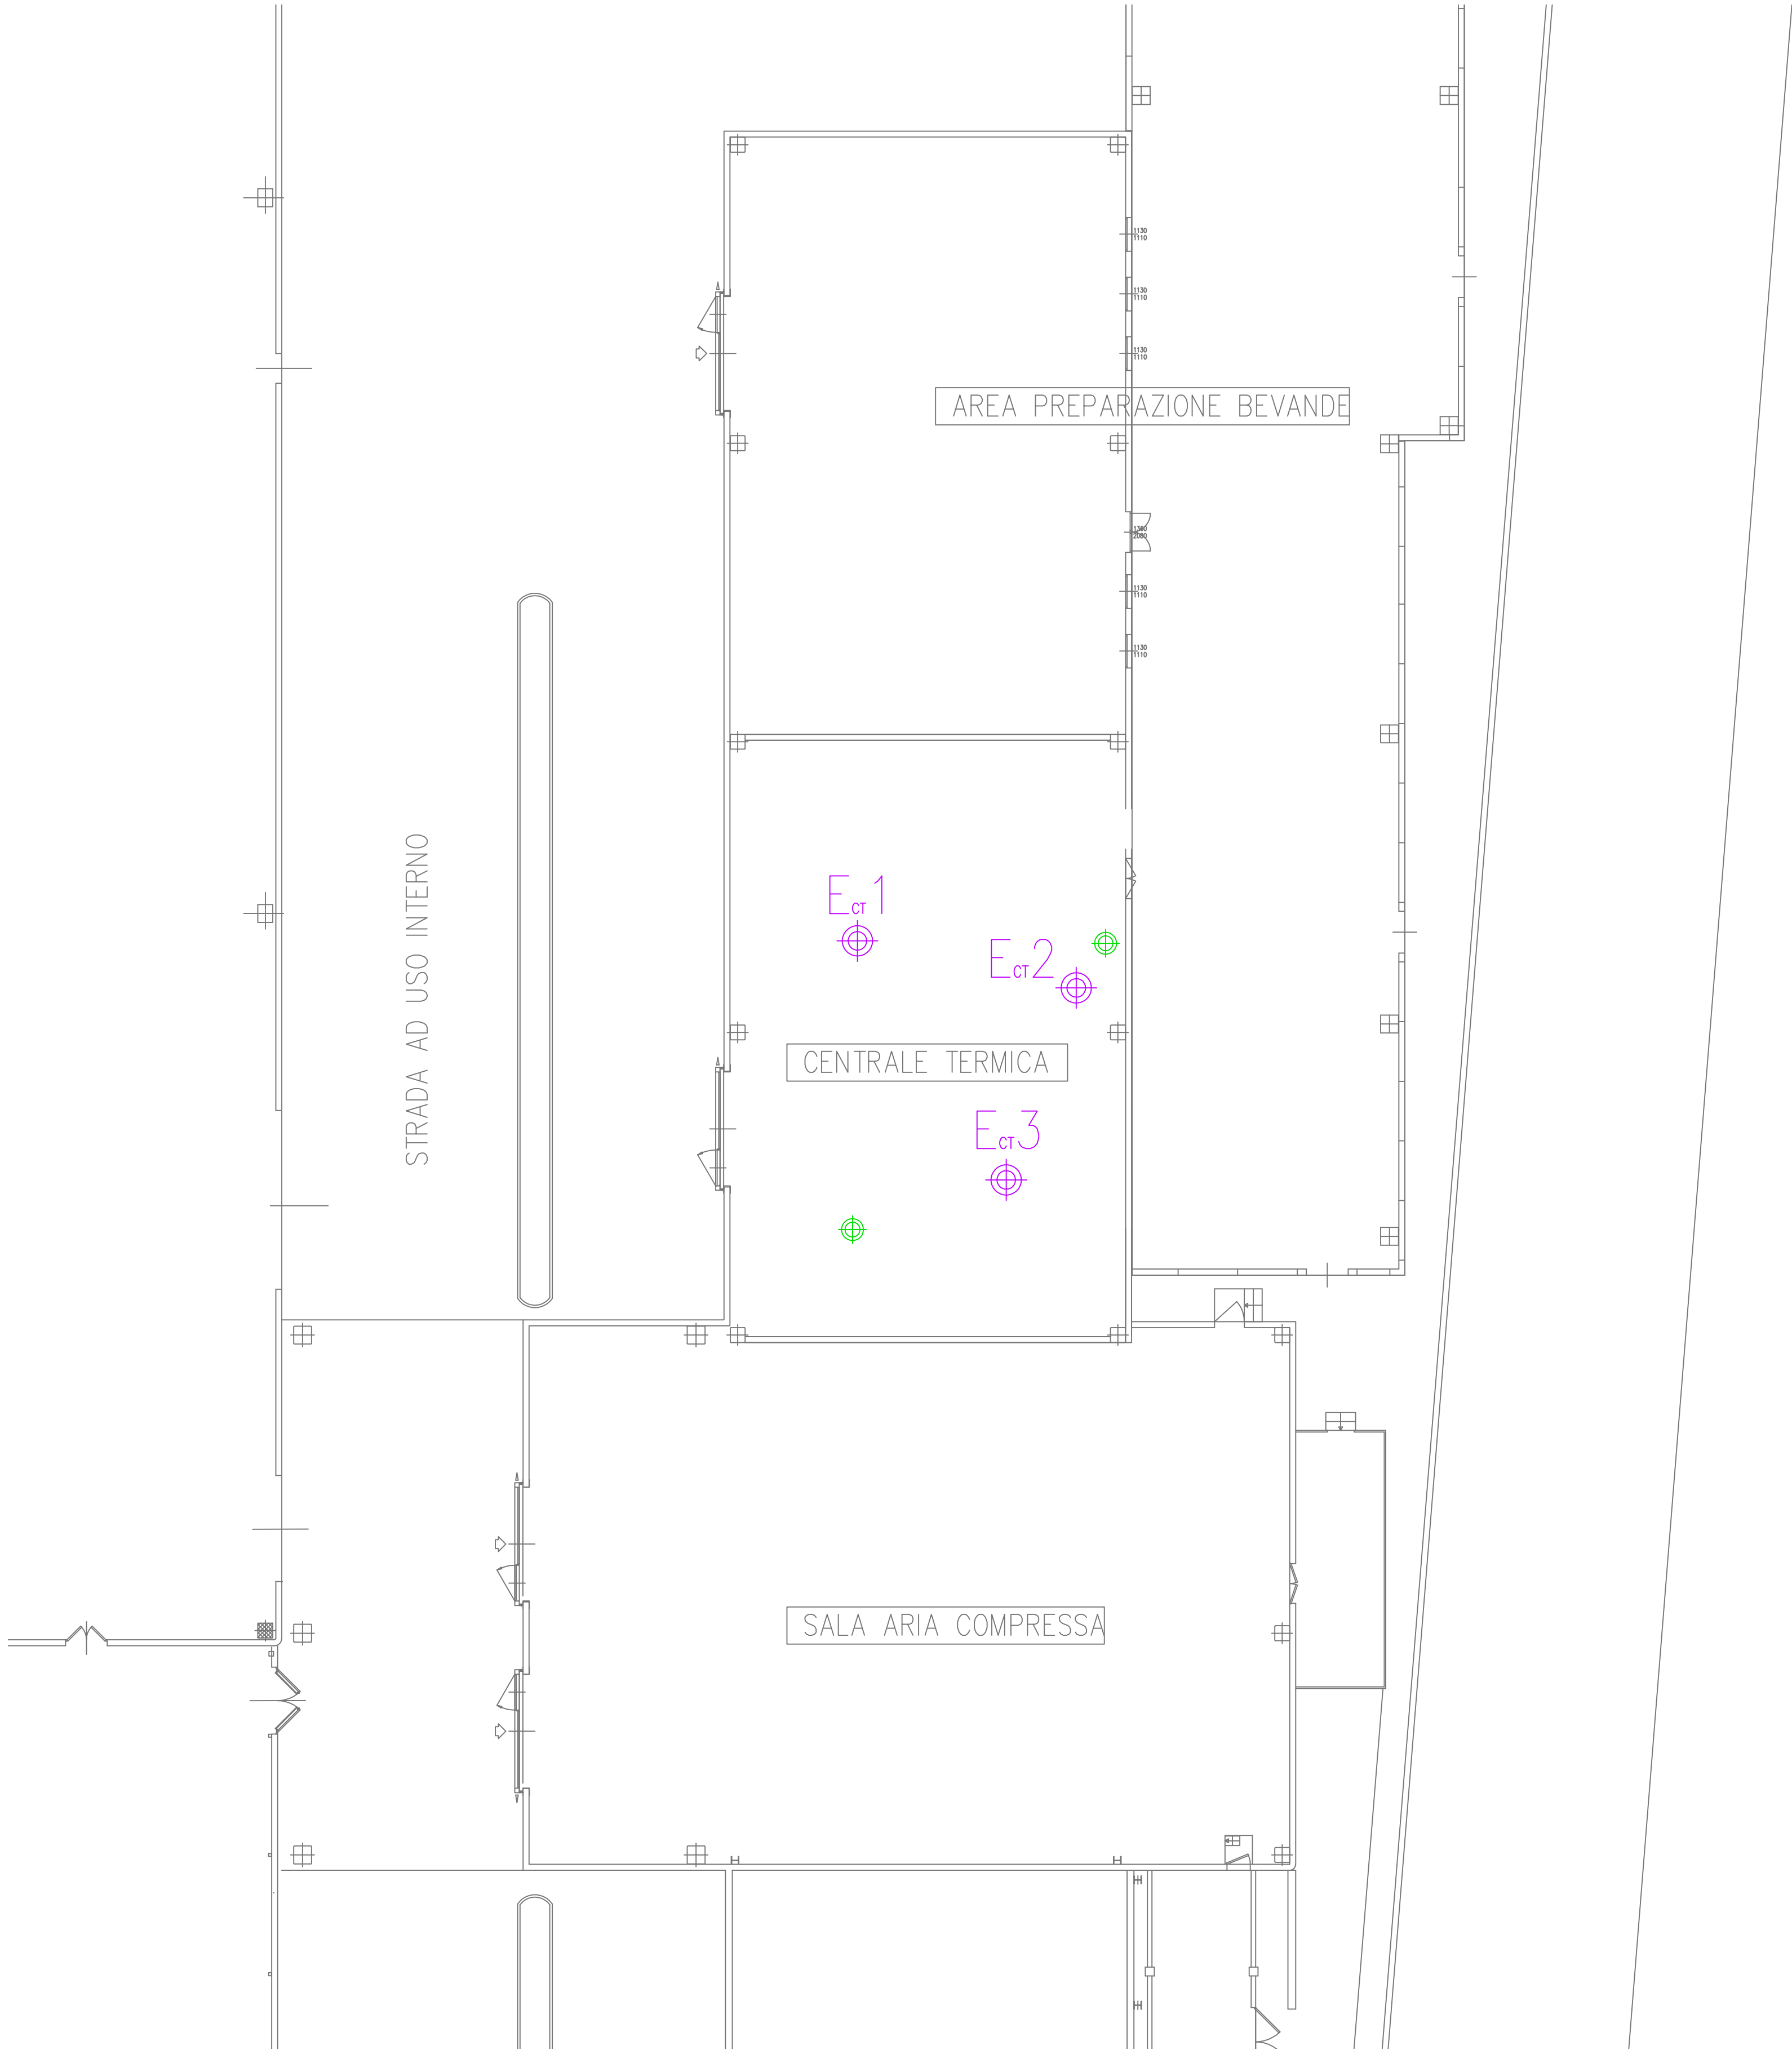 1130
1110
1130
1110
1130
1110
AREA PREPARAZIONE BEVANDE
2000
1130
1110
1130
1110
STRADA AD USO INTERNO
ECT1
ECT2
CENTRALE TERMICA
ECT3
SALA ARIA COMPRESSA